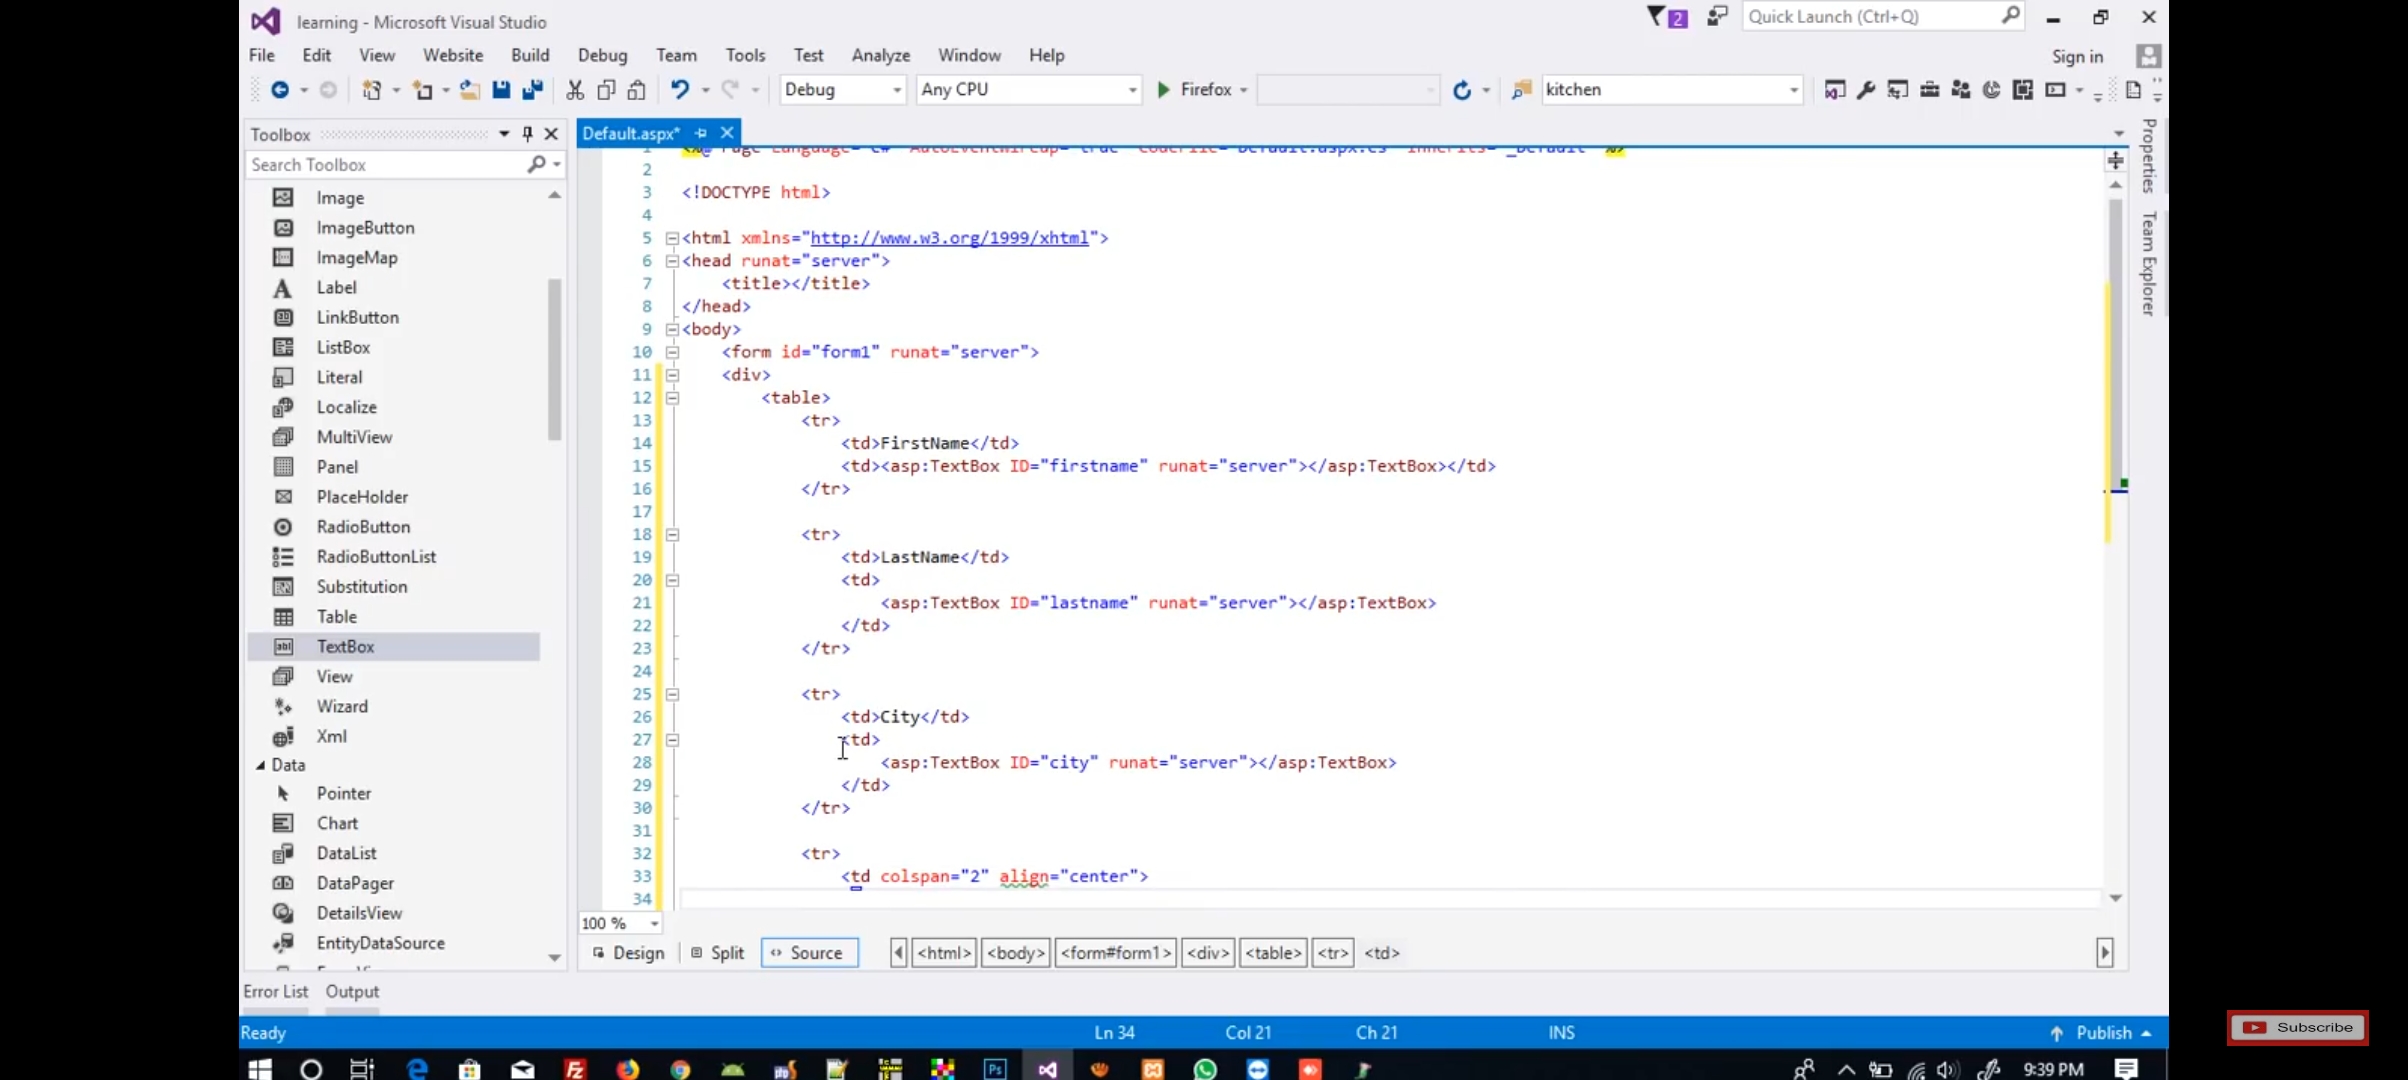 learning - Microsoft Visual Studio
2
Quick Launch (Ctrl+Q)
File Edit View Website Build Debug Team Tools Test Analyze Window Help
Sign in
Debug Any CPU Firefox kitchen
Toolbox
Search Toolbox
Image
ImageButton
ImageMap
Label
LinkButton
ListBox
Literal
Localize
MultiView
Panel
PlaceHolder
RadioButton
RadioButtonList
Substitution
Table
TextBox
View
Wizard
Xml
Data
Pointer
Chart
DataList
DataPager
DetailsView
EntityDataSource
Default.aspx*
2
3 <!DOCTYPE html>
4
5 <html xmlns="http://www.w3.org/1999/xhtml">
6 <head runat="server">
7 <title></title>
8 </head>
9 <body>
10 <form id="form1" runat="server">
11 <div>
12 <table>
13 <tr>
14 <td>FirstName</td>
15 <td><asp:TextBox ID="firstname" runat="server"></asp:TextBox></td>
16 </tr>
17
18 <tr>
19 <td>LastName</td>
20 <td>
21 <asp:TextBox ID="lastname" runat="server"></asp:TextBox>
22 </td>
23 </tr>
24
25 <tr>
26 <td>City</td>
27 <td>
28 <asp:TextBox ID="city" runat="server"></asp:TextBox>
29 </td>
30 </tr>
31
32 <tr>
33 <td colspan="2" align="center">
34
100 %
Design Split Source <html> <body> <form#form1> <div> <table> <tr> <td>
Properties
Team Explorer
Error List Output
Ready Ln 34 Col 21 Ch 21 INS Publish
9:39 PM
Subscribe